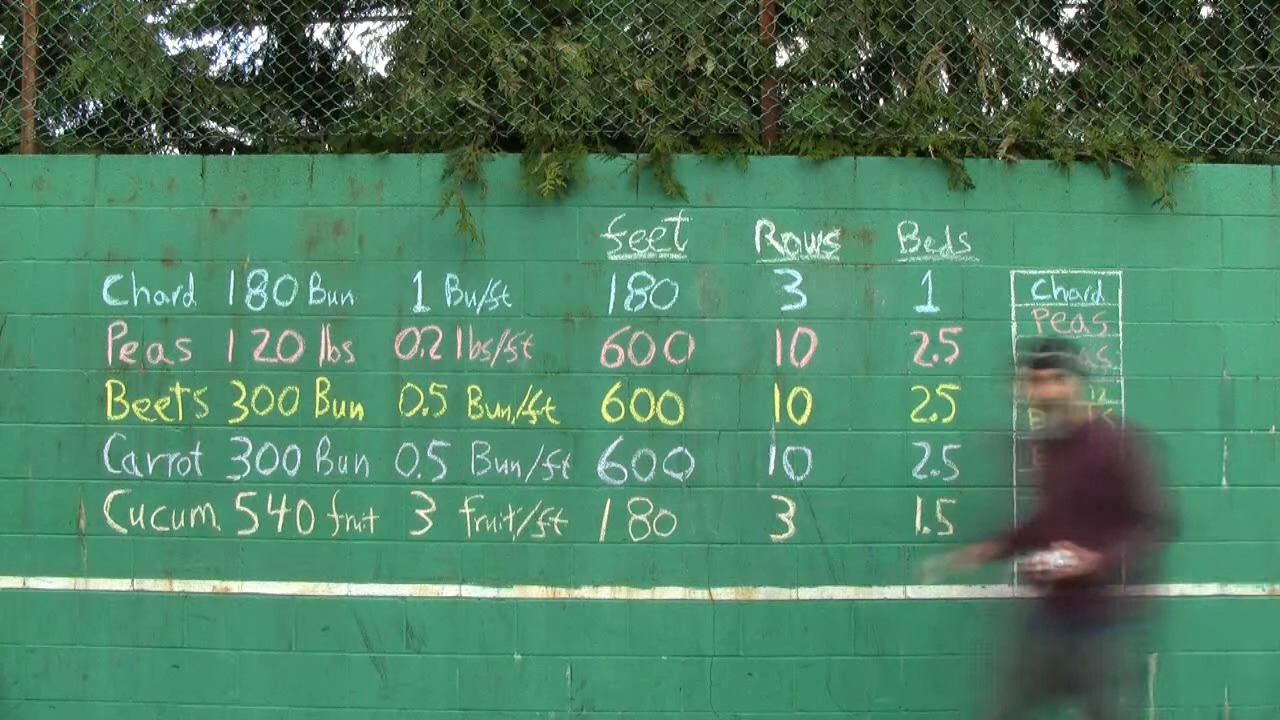 feet Rows Beds
Chard 180 Bun 1 Bu/ft 180 3 1
Peas 120 lbs 0.2 lbs/ft 600 10 2.5
Beets 300 Bun 0.5 Bun/ft 600 10 2.5
Carrot 300 Bun 0.5 Bun/ft 600 10 2.5
Cucum. 540 fruit 3 fruit/ft 180 3 1.5
Chard
Peas